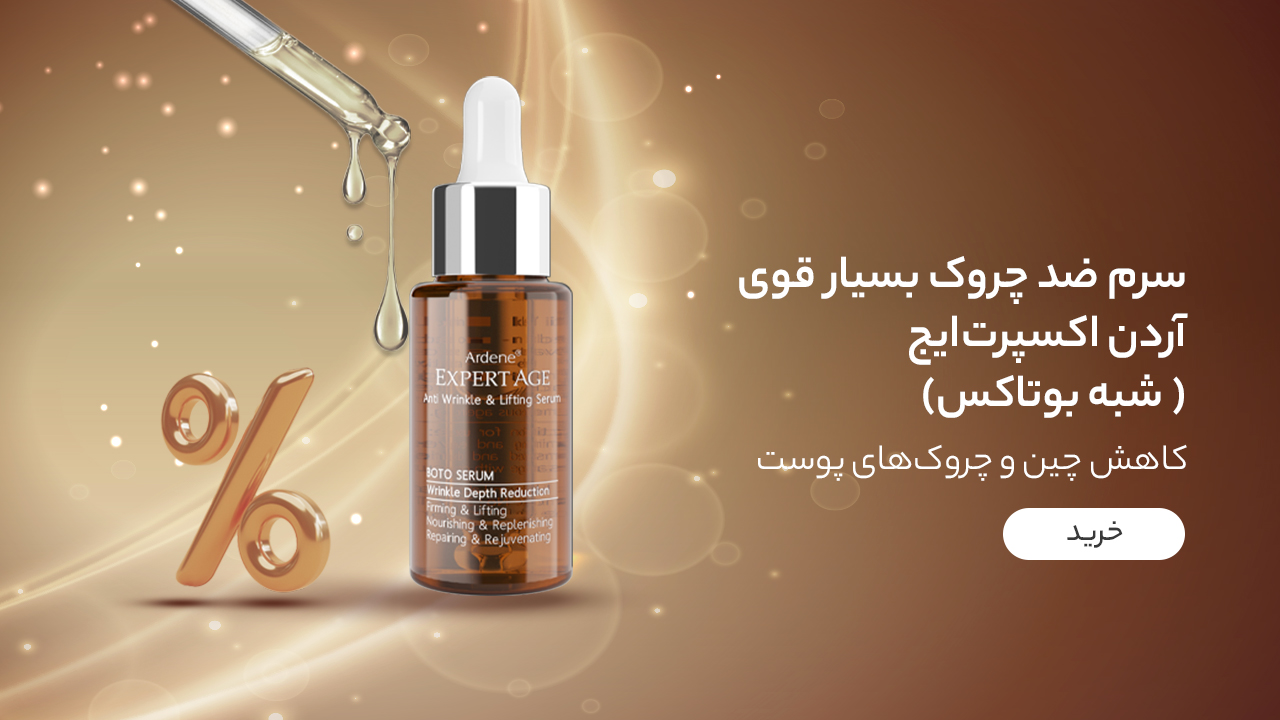 سرم ضد چروک بسیار قوی
آردن اکسپرت‌ایج
( شبه بوتاکس)
کاهش چین و چروک‌های پوست
خرید
%
Ardene®
EXPERT AGE
Anti Wrinkle & Lifting Serum
BOTO SERUM
Wrinkle Depth Reduction
Firming & Lifting
Nourishing & Replenishing
Repairing & Rejuvenating